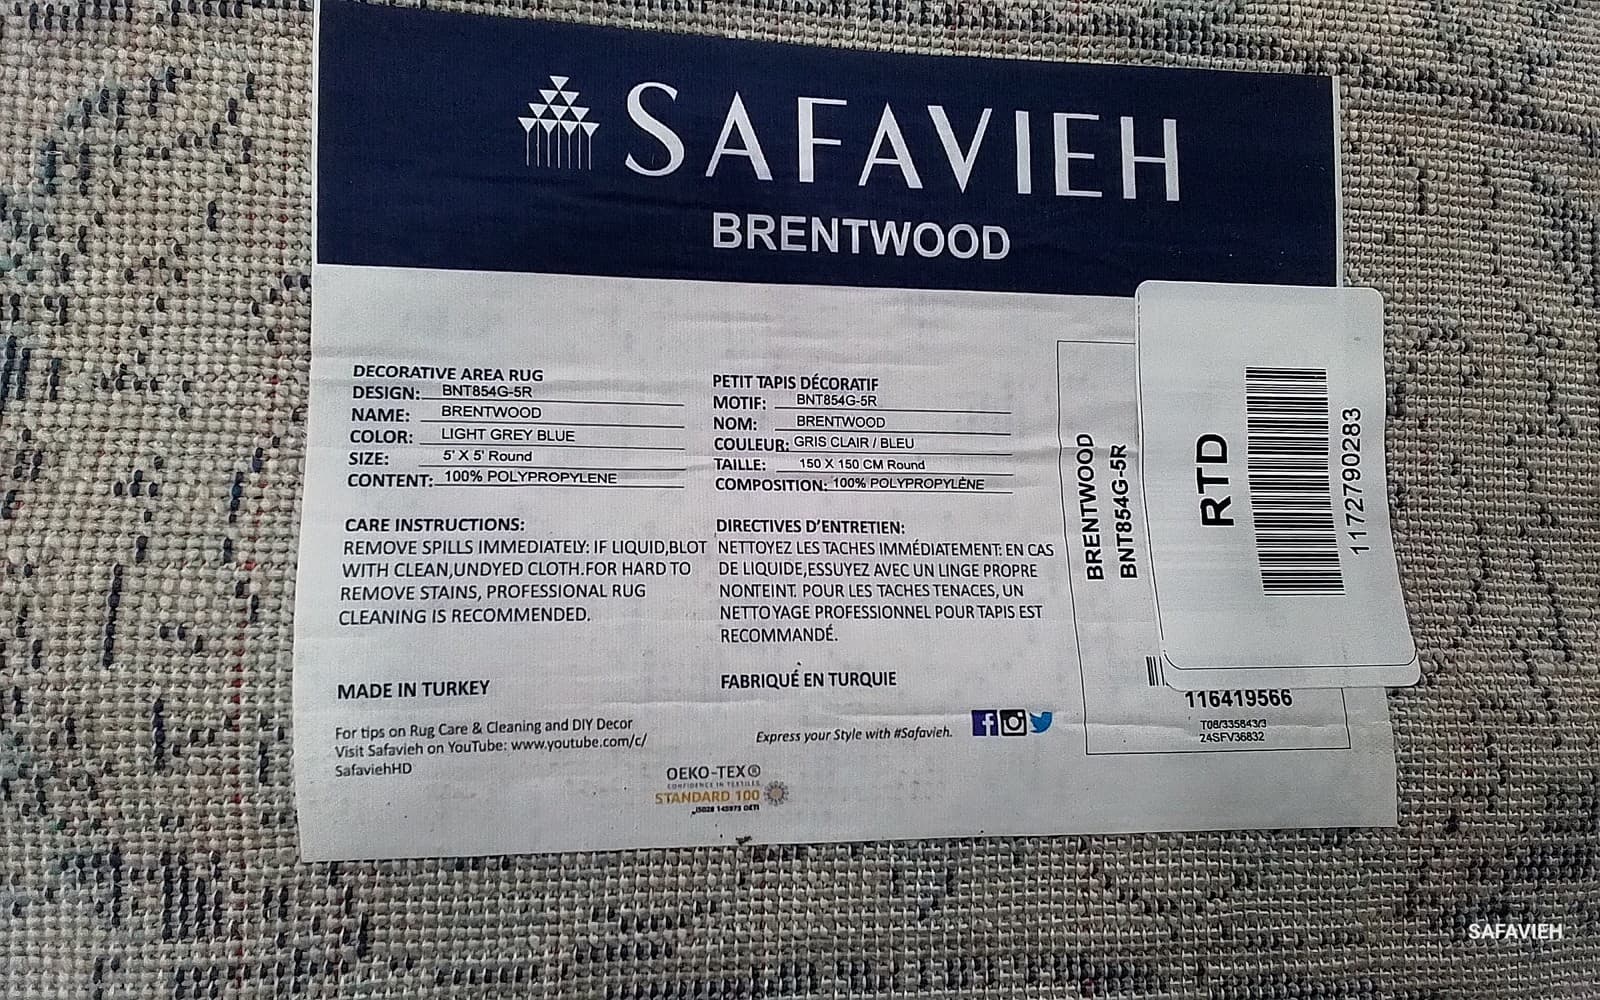 SAFAVIEH
BRENTWOOD
DECORATIVE AREA RUG
DESIGN: BNT854G-5R
NAME: BRENTWOOD
COLOR: LIGHT GREY BLUE
SIZE: 5' X 5' Round
CONTENT: 100% POLYPROPYLENE
CARE INSTRUCTIONS:
REMOVE SPILLS IMMEDIATELY: IF LIQUID,BLOT
WITH CLEAN,UNDYED CLOTH.FOR HARD TO
REMOVE STAINS, PROFESSIONAL RUG
CLEANING IS RECOMMENDED.
MADE IN TURKEY
For tips on Rug Care & Cleaning and DIY Decor
Visit Safavieh on YouTube: www.youtube.com/c/
SafaviehHD
PETIT TAPIS DÉCORATIF
MOTIF: BNT854G-5R
NOM: BRENTWOOD
COULEUR: GRIS CLAIR / BLEU
TAILLE: 150 X 150 CM Round
COMPOSITION: 100% POLYPROPYLÈNE
DIRECTIVES D'ENTRETIEN:
NETTOYEZ LES TACHES IMMÉDIATEMENT: EN CAS
DE LIQUIDE,ESSUYEZ AVEC UN LINGE PROPRE
NONTEINT. POUR LES TACHES TENACES, UN
NETTOYAGE PROFESSIONNEL POUR TAPIS EST
RECOMMANDÉ.
FABRIQUÉ EN TURQUIE
Express your Style with #Safavieh.
OEKO-TEX®
CONFIDENCE IN TEXTILES
STANDARD 100
BRENTWOOD
BNT854G-5R
RTD
11727902​83
116419566
T08/335843/3
24SFV36832
SAFAVIEH